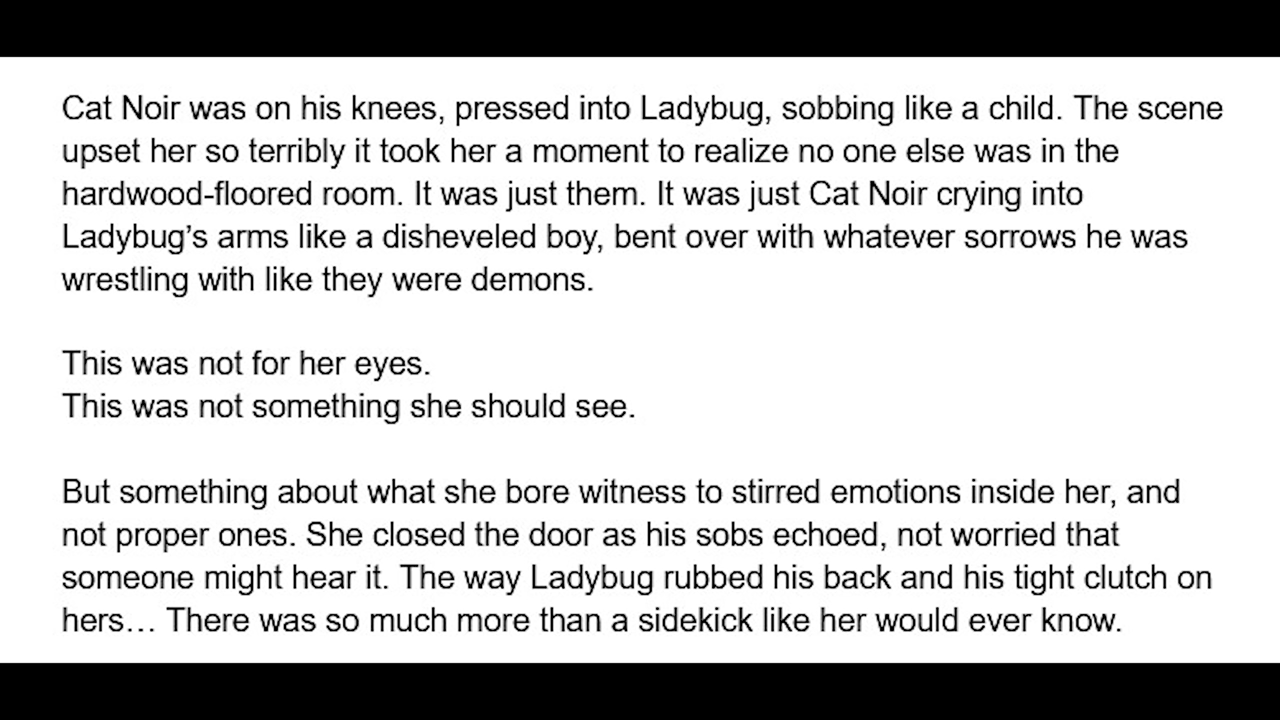 Cat Noir was on his knees, pressed into Ladybug, sobbing like a child. The scene
upset her so terribly it took her a moment to realize no one else was in the
hardwood-floored room. It was just them. It was just Cat Noir crying into
Ladybug’s arms like a disheveled boy, bent over with whatever sorrows he was
wrestling with like they were demons.
This was not for her eyes.
This was not something she should see.
But something about what she bore witness to stirred emotions inside her, and
not proper ones. She closed the door as his sobs echoed, not worried that
someone might hear it. The way Ladybug rubbed his back and his tight clutch on
hers… There was so much more than a sidekick like her would ever know.